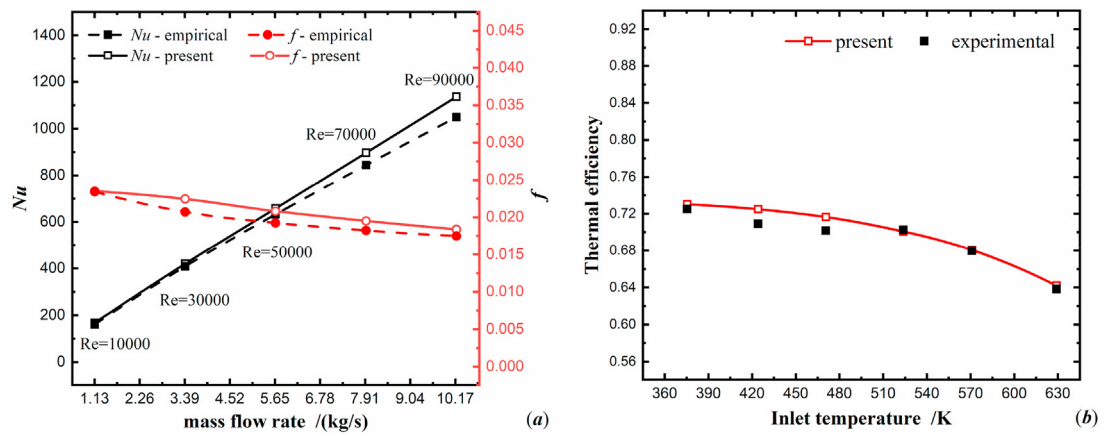 1400
1200
1000
800
600
400
200
0
Nu
Nu - empirical
f - empirical
Nu - present
f - present
Re=90000
Re=70000
Re=50000
Re=30000
Re=10000
0.045
0.040
0.035
0.030
0.025
0.020
0.015
0.010
0.005
0.000
f
1.13 2.26 3.39 4.52 5.65 6.78 7.91 9.04 10.17
mass flow rate /(kg/s)
(a)
0.92
0.88
0.84
0.80
0.76
0.72
0.68
0.64
0.60
0.56
Thermal efficiency
present
experimental
360 390 420 450 480 510 540 570 600 630
Inlet temperature /K
(b)